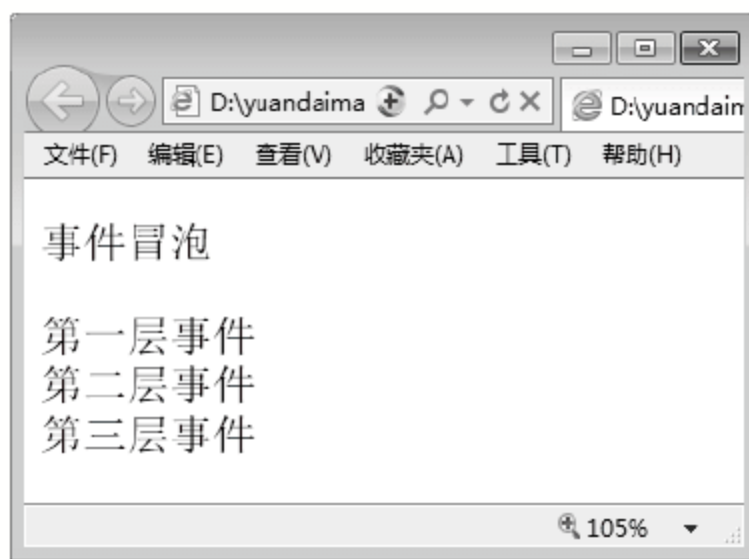 D:\yuandaima
D:\yuandain
文件(F) 编辑(E) 查看(V) 收藏夹(A) 工具(T) 帮助(H)
事件冒泡
第一层事件
第二层事件
第三层事件
105%